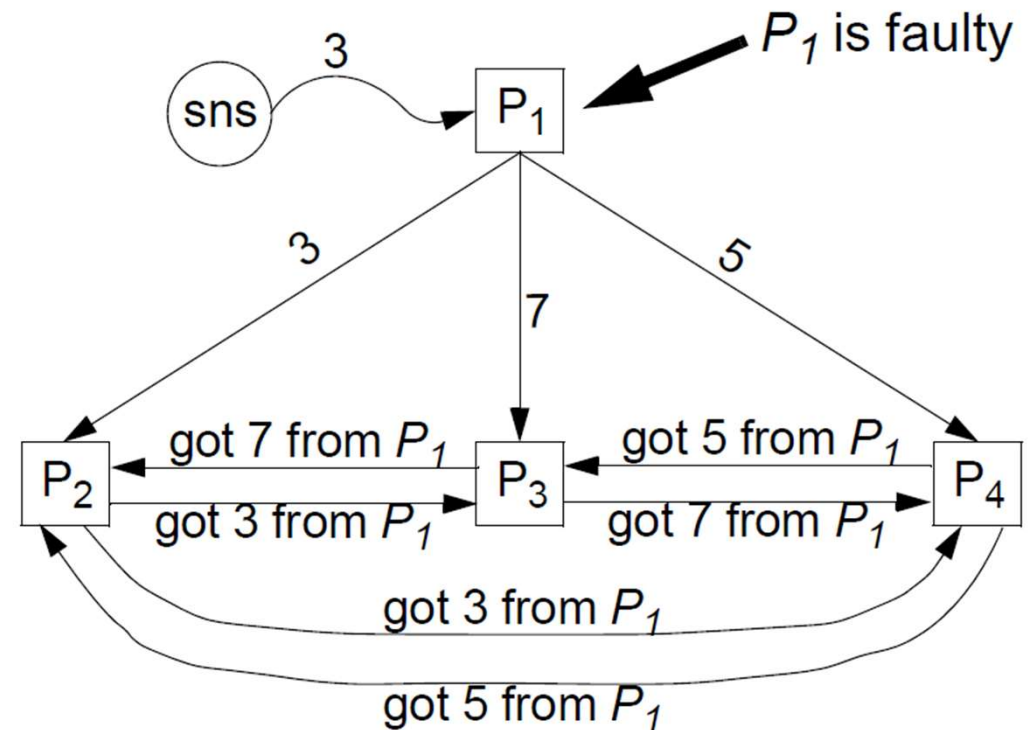 P1 is faulty
3
sns
P1
3
7
5
got 7 from P1
got 5 from P1
P2
P3
P4
got 3 from P1
got 7 from P1
got 3 from P1
got 5 from P1